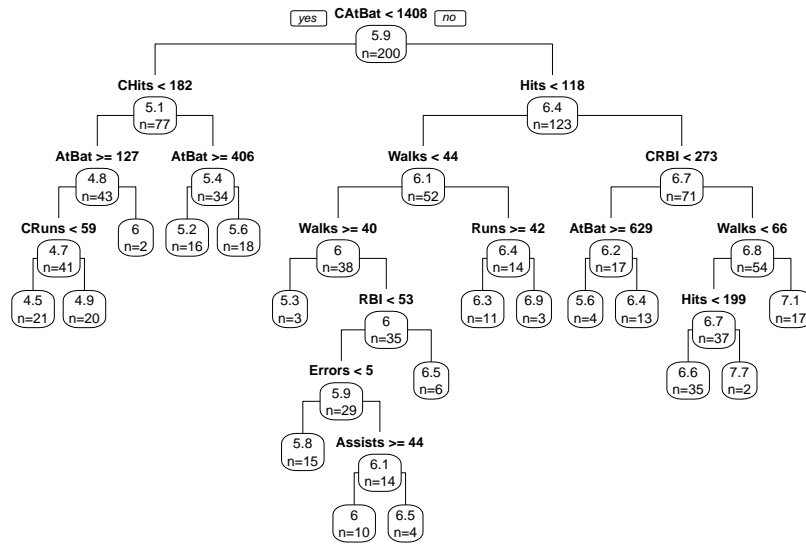 yes CAtBat < 1408 no
5.9
n=200
CHits < 182 Hits < 118
5.1 6.4
n=77 n=123
AtBat >= 127 AtBat >= 406 Walks < 44 CRBI < 273
4.8 5.4 6.1 6.7
n=43 n=34 n=52 n=71
CRuns < 59 Walks >= 40 Runs >= 42 AtBat >= 629 Walks < 66
4.7 6 5.2 5.6 6 6.4 6.2 6.8
n=41 n=2 n=16 n=18 n=38 n=14 n=17 n=54
RBI < 53 Hits < 199
4.5 4.9 5.3 6 6.3 6.9 5.6 6.4 6.7 7.1
n=21 n=20 n=3 n=35 n=11 n=3 n=4 n=13 n=37 n=17
Errors < 5
5.9 6.5 6.6 7.7
n=29 n=6 n=35 n=2
Assists >= 44
5.8 6.1
n=15 n=14
6 6.5
n=10 n=4